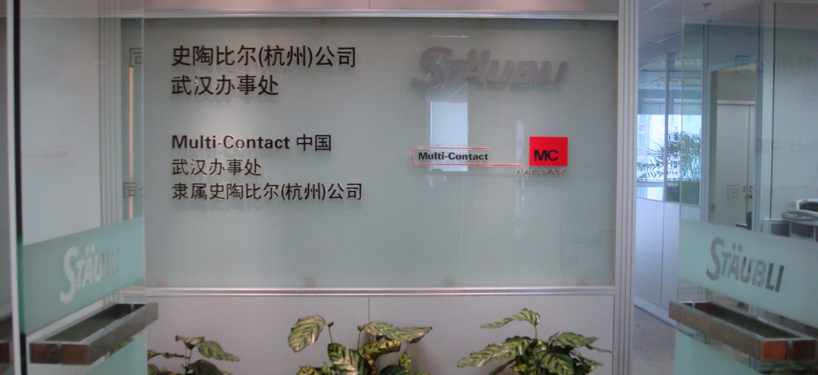 史陶比尔(杭州)公司
武汉办事处
STÄUBLI
Multi-Contact 中国
武汉办事处
隶属史陶比尔(杭州)公司
Multi-Contact
MC
STÄUBLI
STÄUBLI